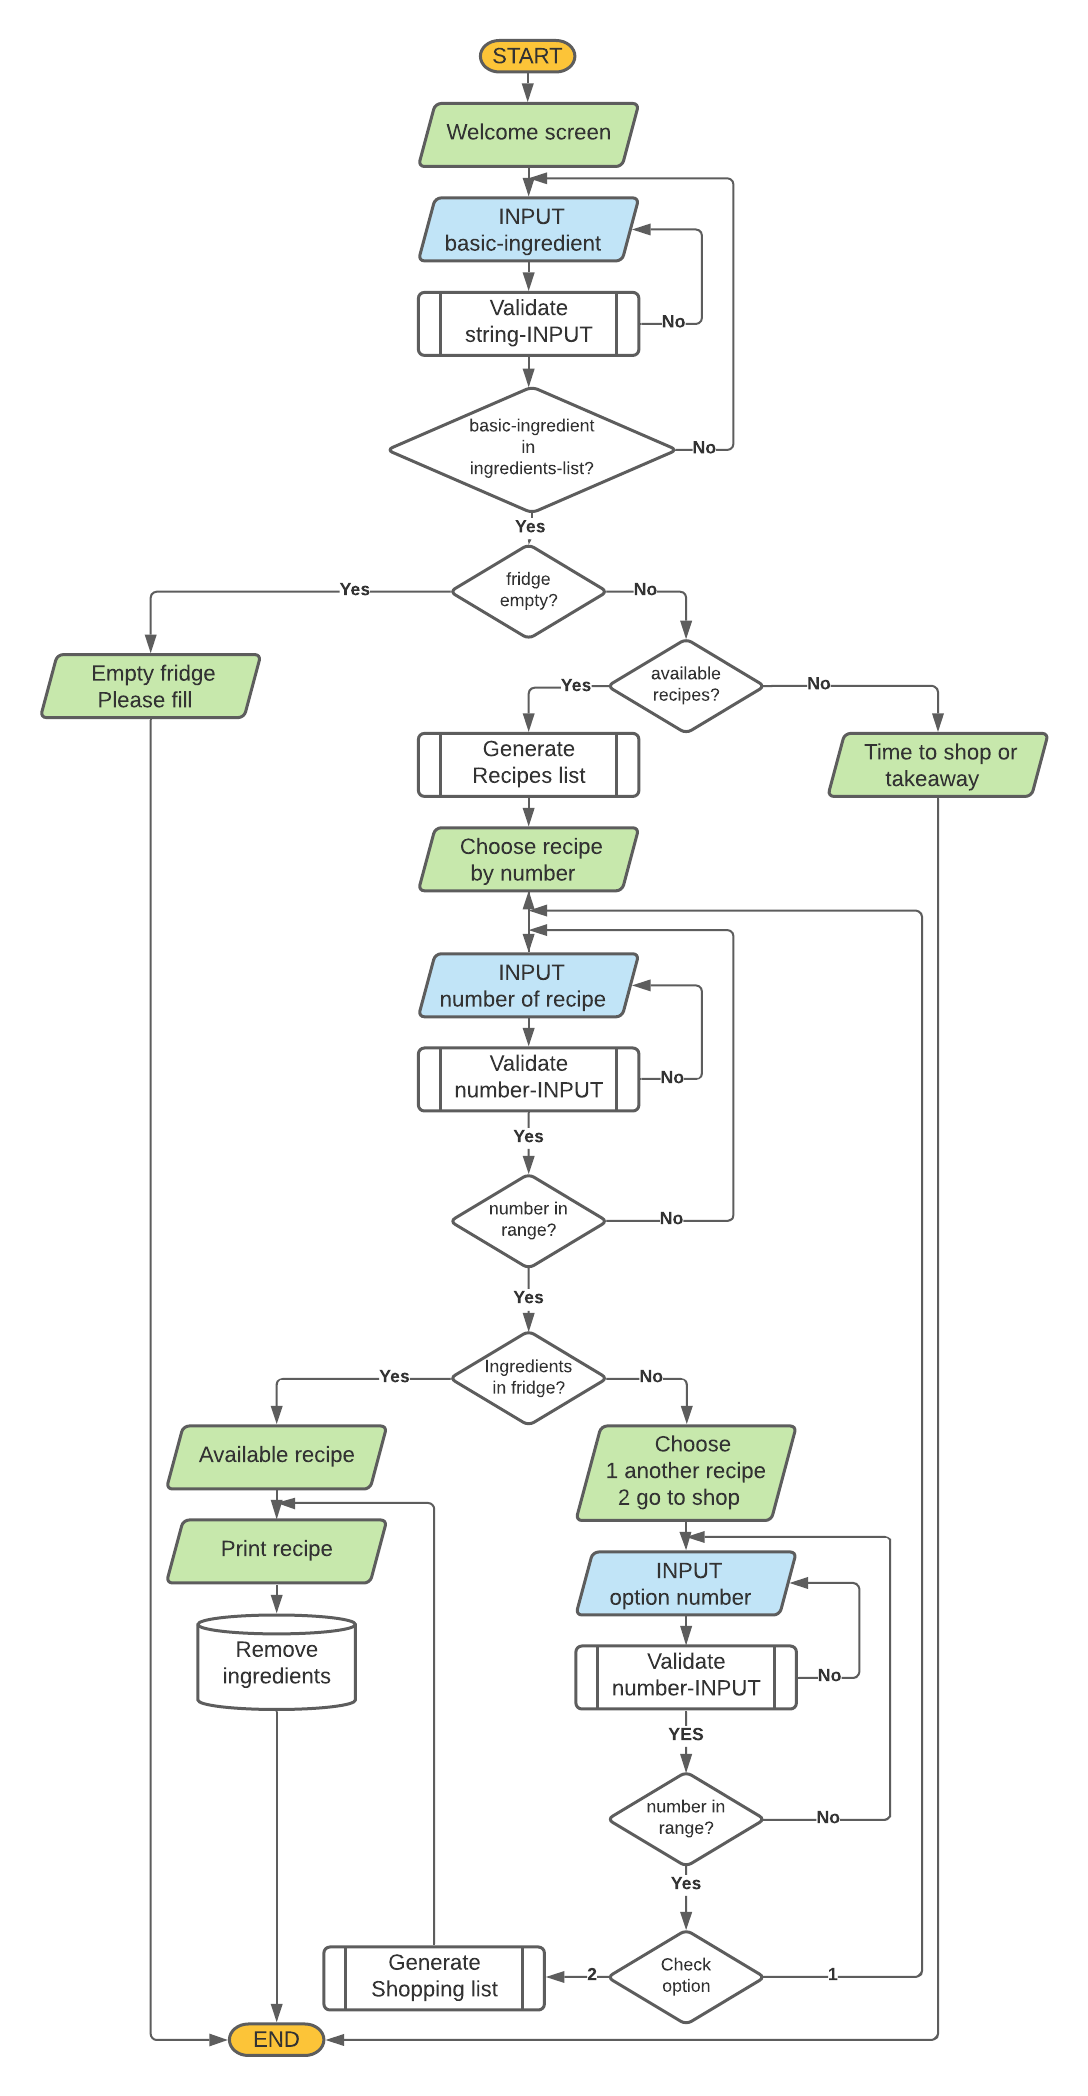 START
Welcome screen
INPUT
basic-ingredient
Validate
string-INPUT
No
basic-ingredient
in
ingredients-list?
No
Yes
fridge
empty?
Yes
No
Empty fridge
Please fill
available
recipes?
Yes
No
Generate
Recipes list
Time to shop or
takeaway
Choose recipe
by number
INPUT
number of recipe
Validate
number-INPUT
No
Yes
number in
range?
No
Yes
Ingredients
in fridge?
Yes
No
Available recipe
Choose
1 another recipe
2 go to shop
Print recipe
INPUT
option number
Remove
ingredients
Validate
number-INPUT
No
YES
number in
range?
No
Yes
Check
option
2
1
Generate
Shopping list
END